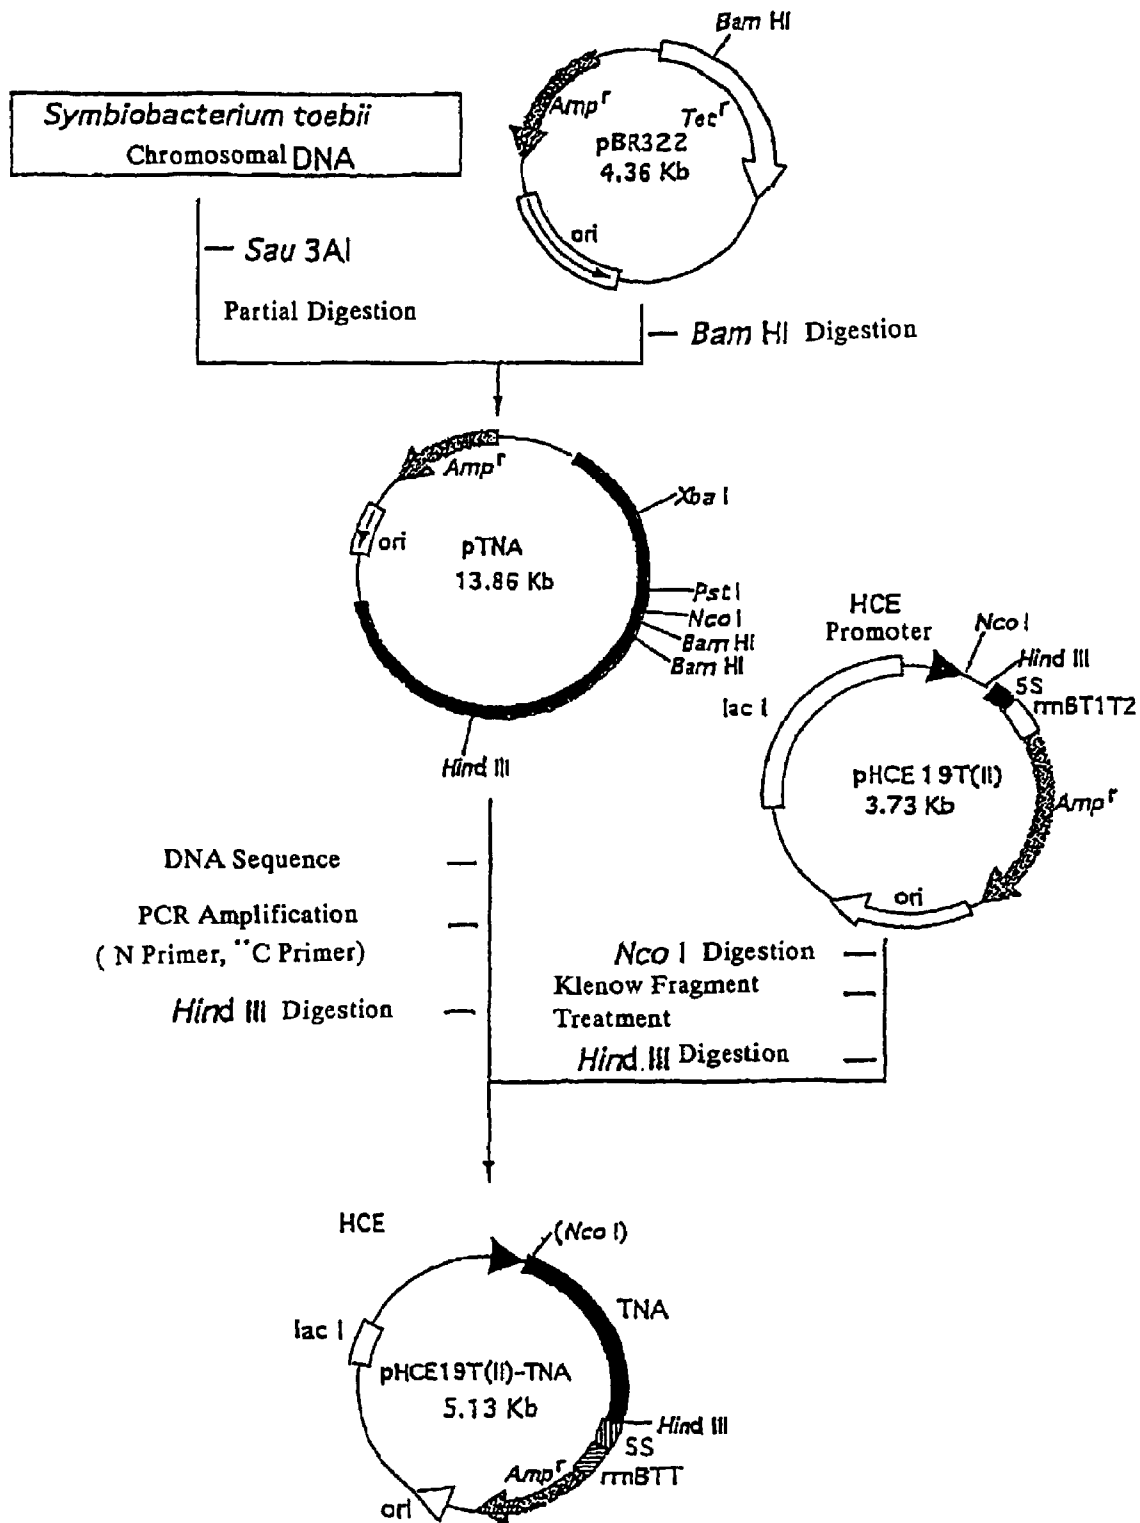 Bam HI
Symbiobacterium toebii
Chromosomal DNA
Amp r
Tet r
pBR322
4.36 Kb
ori
Sau 3AI
Partial Digestion
Bam HI Digestion
Amp r
ori
pTNA
13.86 Kb
Xba I
Pst I
Nco I
Bam HI
Bam HI
Hind III
HCE
Promoter
Nco I
Hind III
5S
rrnBT1T2
lac I
pHCE 19T(II)
3.73 Kb
Amp r
ori
DNA Sequence
PCR Amplification
( N Primer, "C Primer)
Hind III Digestion
Nco I Digestion
Klenow Fragment
Treatment
Hind.III Digestion
HCE
(Nco I)
TNA
lac I
pHCE19T(II)-TNA
5.13 Kb
Hind III
5S
rrnBTT
Amp r
ori